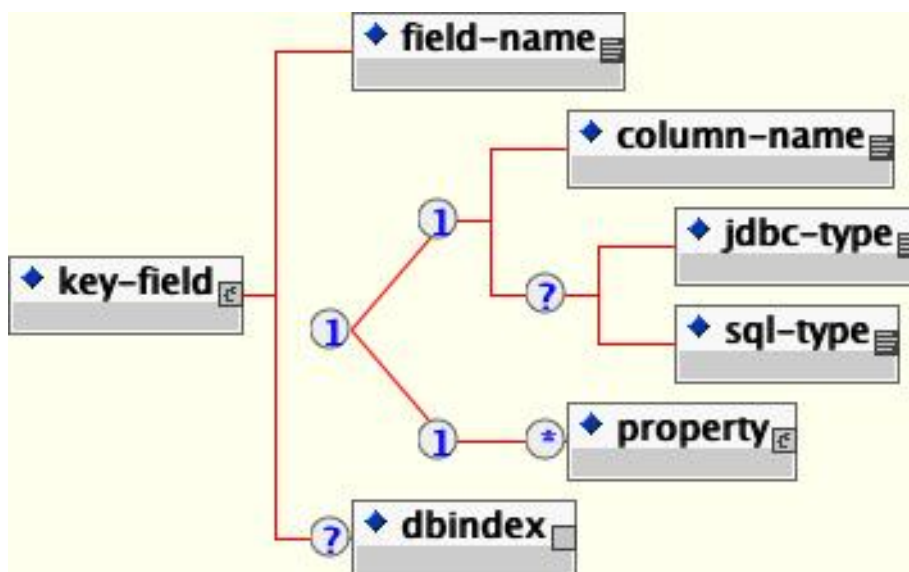 field-name
column-name
1
jdbc-type
key-field
?
1
sql-type
1
*
property
?
dbindex